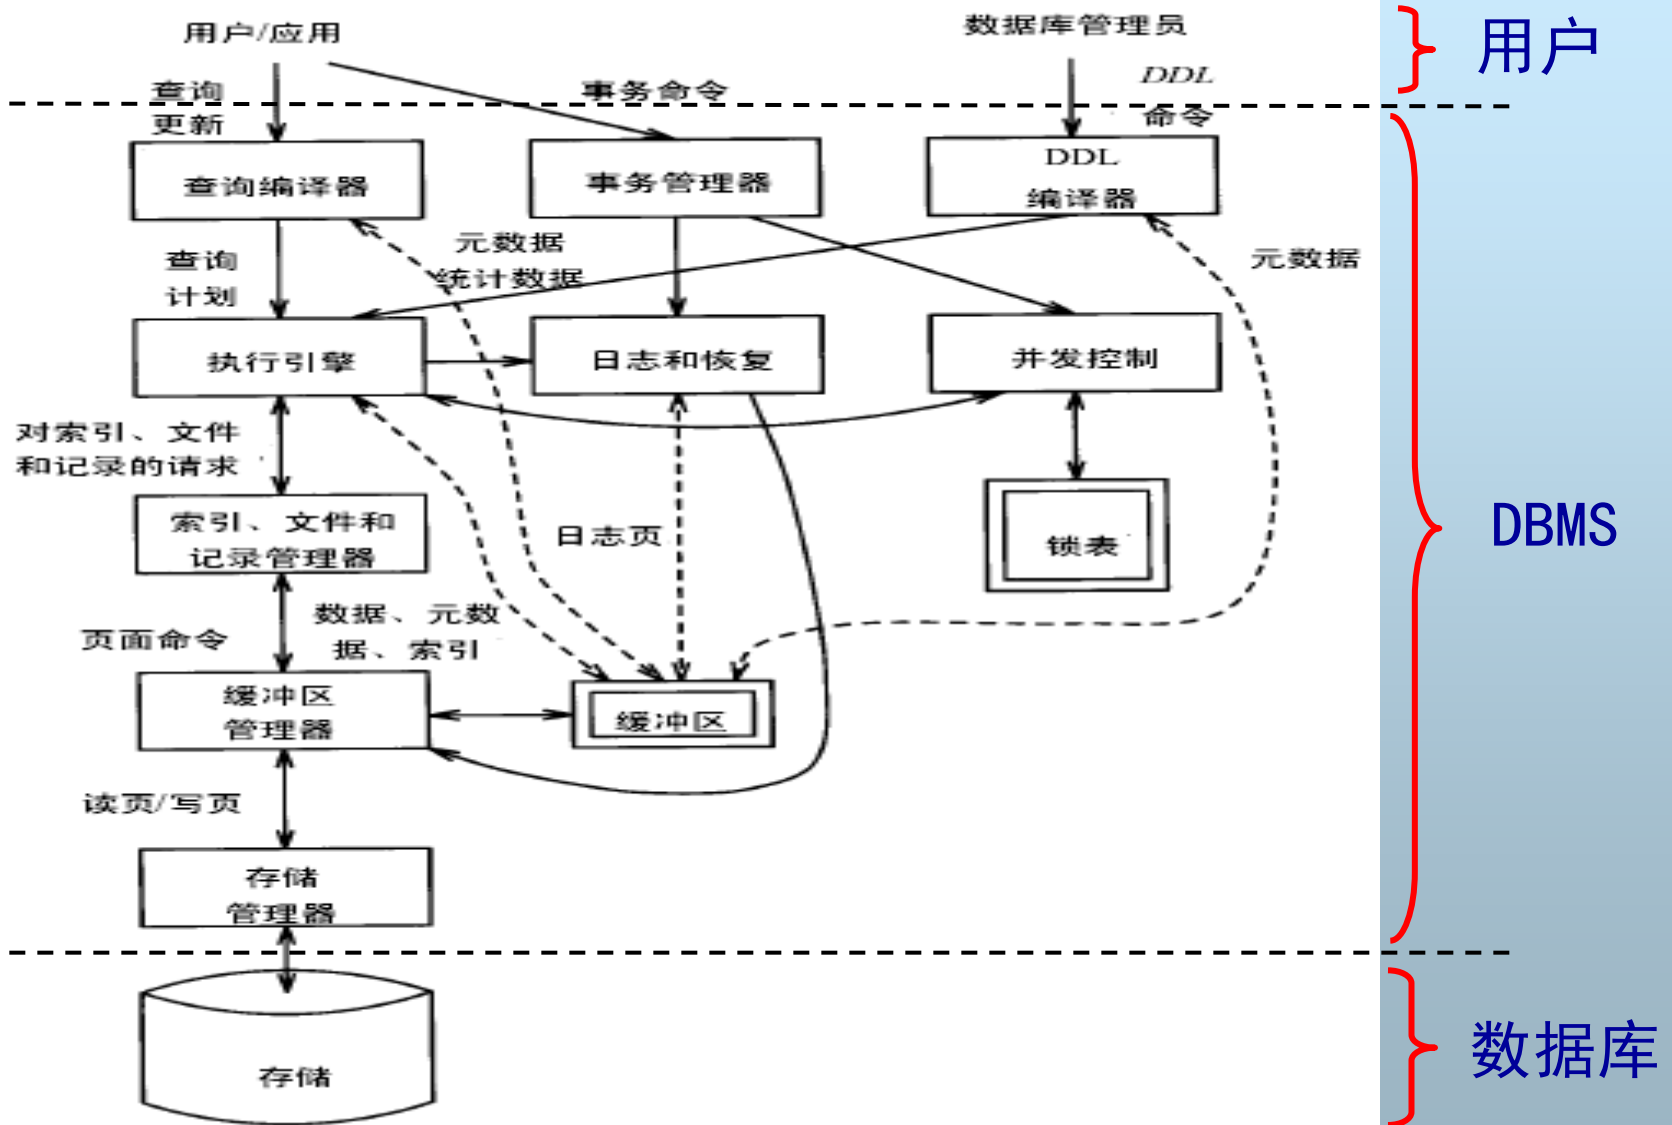 用户/应用
数据库管理员
用户
查询
更新
事务命令
DDL
命令
查询编译器
事务管理器
DDL
编译器
查询
计划
元数据
统计数据
元数据
执行引擎
日志和恢复
并发控制
对索引、文件
和记录的请求
索引、文件和
记录管理器
日志页
锁表
DBMS
页面命令
数据、元数
据、索引
缓冲区
管理器
缓冲区
读页/写页
存储
管理器
存储
数据库